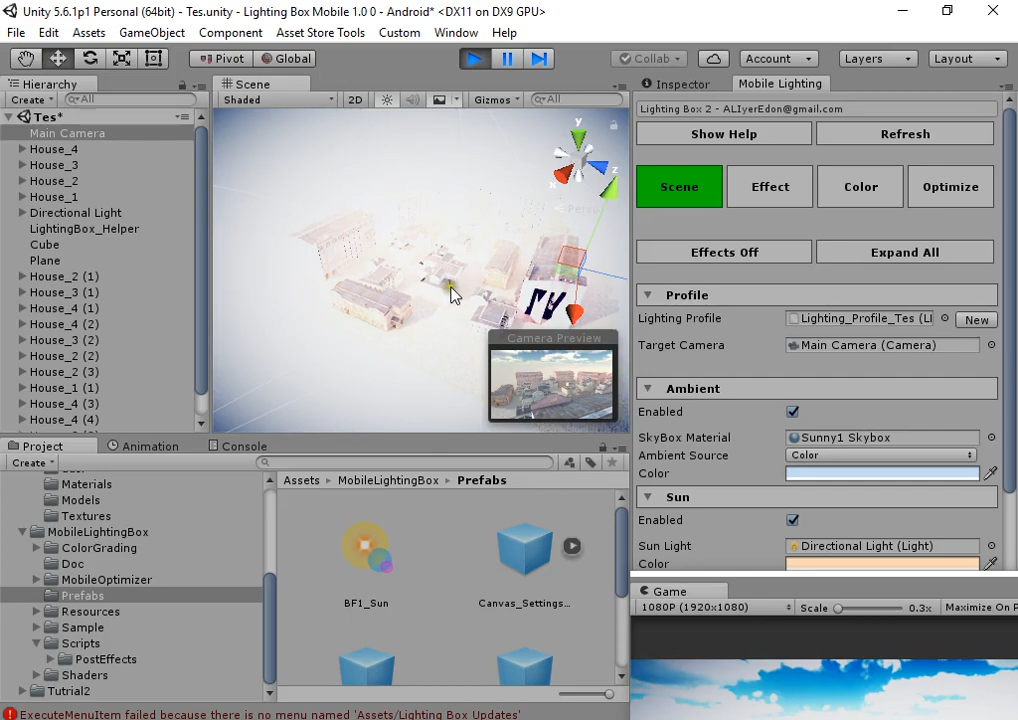 Unity 5.6.1p1 Personal (64bit) - Tes.unity - Lighting Box Mobile 1.0 0 - Android* <DX11 on DX9 GPU>
File Edit Assets GameObject Component Asset Store Tools Custom Window Help
Pivot Global Collab Account Layers Layout
Hierarchy
Create All
Tes*
Main Camera
House_4
House_3
House_2
House_1
Directional Light
LightingBox_Helper
Cube
Plane
House_2 (1)
House_3 (1)
House_4 (1)
House_4 (2)
House_3 (2)
House_2 (2)
House_2 (3)
House_1 (1)
House_4 (3)
House_4 (4)
Scene
Shaded 2D Gizmos All
y
x
z
Persp
Camera Preview
Inspector Mobile Lighting
Lighting Box 2 - ALIyerEdon@gmail.com
Show Help Refresh
Scene Effect Color Optimize
Effects Off Expand All
Profile
Lighting Profile Lighting_Profile_Tes (LI New
Target Camera Main Camera (Camera)
Ambient
Enabled
SkyBox Material Sunny1 Skybox
Ambient Source Color
Color
Sun
Enabled
Sun Light Directional Light (Light)
Color
Project Animation Console
Create
Materials
Models
Textures
MobileLightingBox
ColorGrading
Doc
MobileOptimizer
Prefabs
Resources
Sample
Scripts
PostEffects
Shaders
Tutrial2
Assets MobileLightingBox Prefabs
BF1_Sun
Canvas_Settings...
Game
1080P (1920x1080) Scale 0.3x Maximize On P
ExecuteMenuItem failed because there is no menu named 'Assets/Lighting Box Updates'